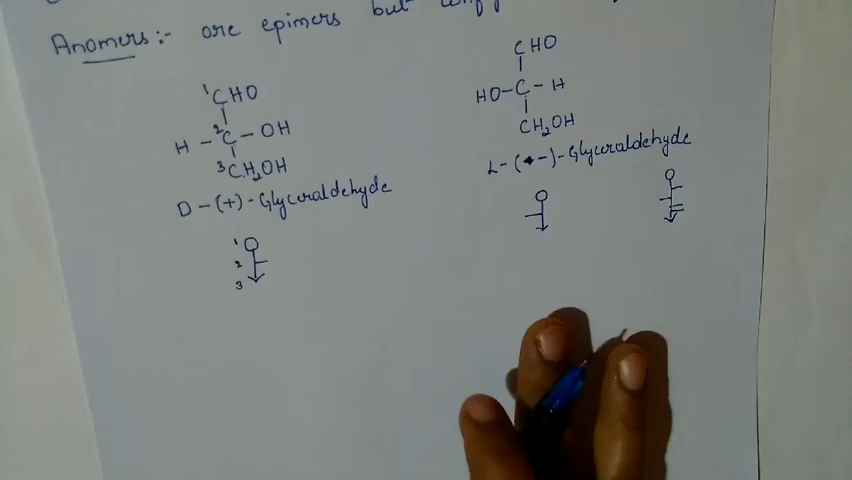 Anomers :- are epimers but
¹CHO
H - ²C - OH
³CH₂OH
D - (+) - Glyceraldehyde
1
2
3
CHO
HO - C - H
CH₂OH
L - (-) - Glyceraldehyde